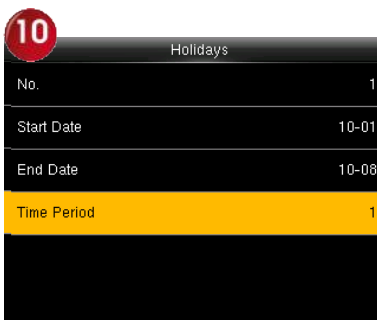 10
Holidays
No. 1
Start Date 10-01
End Date 10-08
Time Period 1